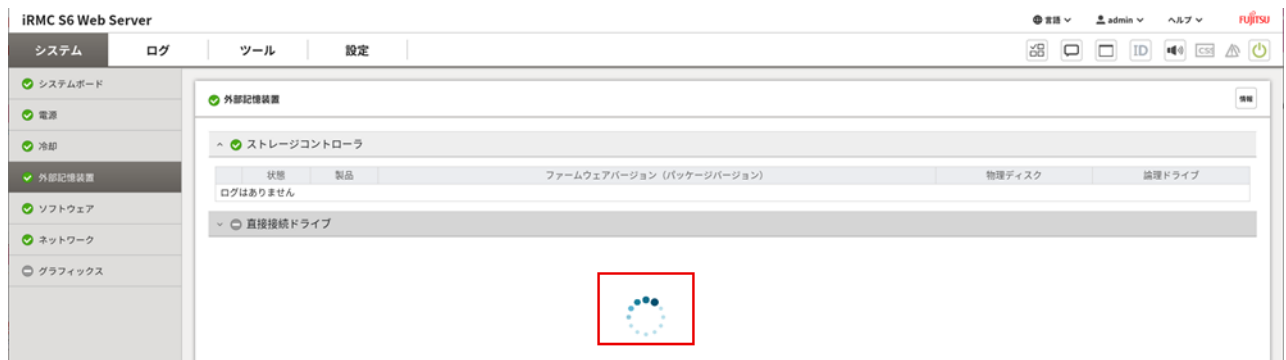 iRMC S6 Web Server
言語
admin
ヘルプ
FUJITSU
システム
ログ
ツール
設定
ID
CSS
システムボード
電源
冷却
外部記憶装置
ソフトウェア
ネットワーク
グラフィックス
外部記憶装置
情報
ストレージコントローラ
状態 製品 ファームウェアバージョン（パッケージバージョン） 物理ディスク 論理ドライブ
ログはありません
直接接続ドライブ